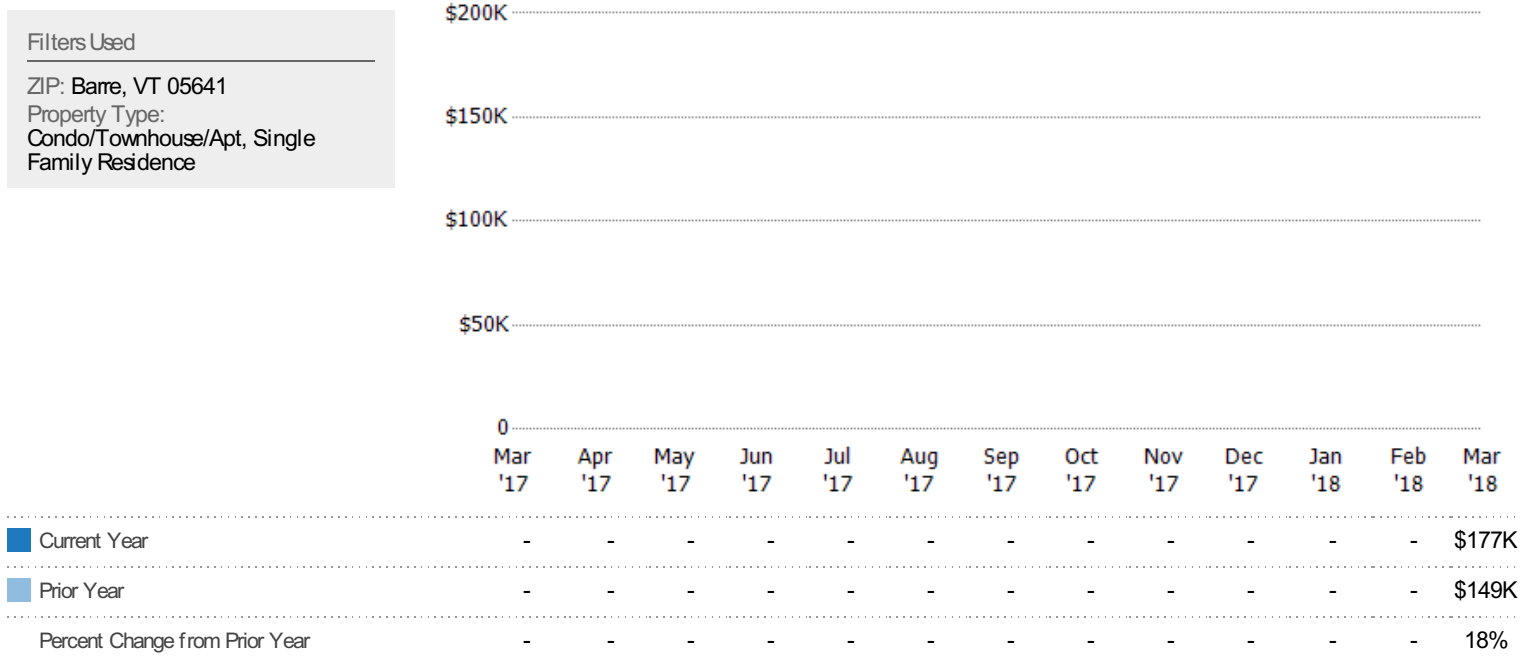 Filters Used
ZIP: Barre, VT 05641
Property Type:
Condo/Townhouse/Apt, Single
Family Residence
$200K
$150K
$100K
$50K
0
Mar Apr May Jun Jul Aug Sep Oct Nov Dec Jan Feb Mar
'17 '17 '17 '17 '17 '17 '17 '17 '17 '17 '18 '18 '18
Current Year - - - - - - - - - - - - $177K
Prior Year - - - - - - - - - - - - $149K
Percent Change from Prior Year - - - - - - - - - - - - 18%